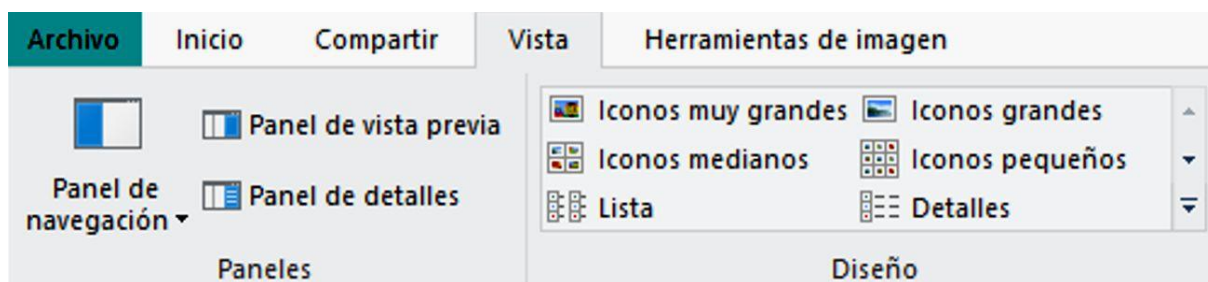 Archivo Inicio Compartir Vista Herramientas de imagen
Panel de vista previa Iconos muy grandes Iconos grandes
Iconos medianos Iconos pequeños
Panel de
navegación Panel de detalles Lista Detalles
Paneles Diseño